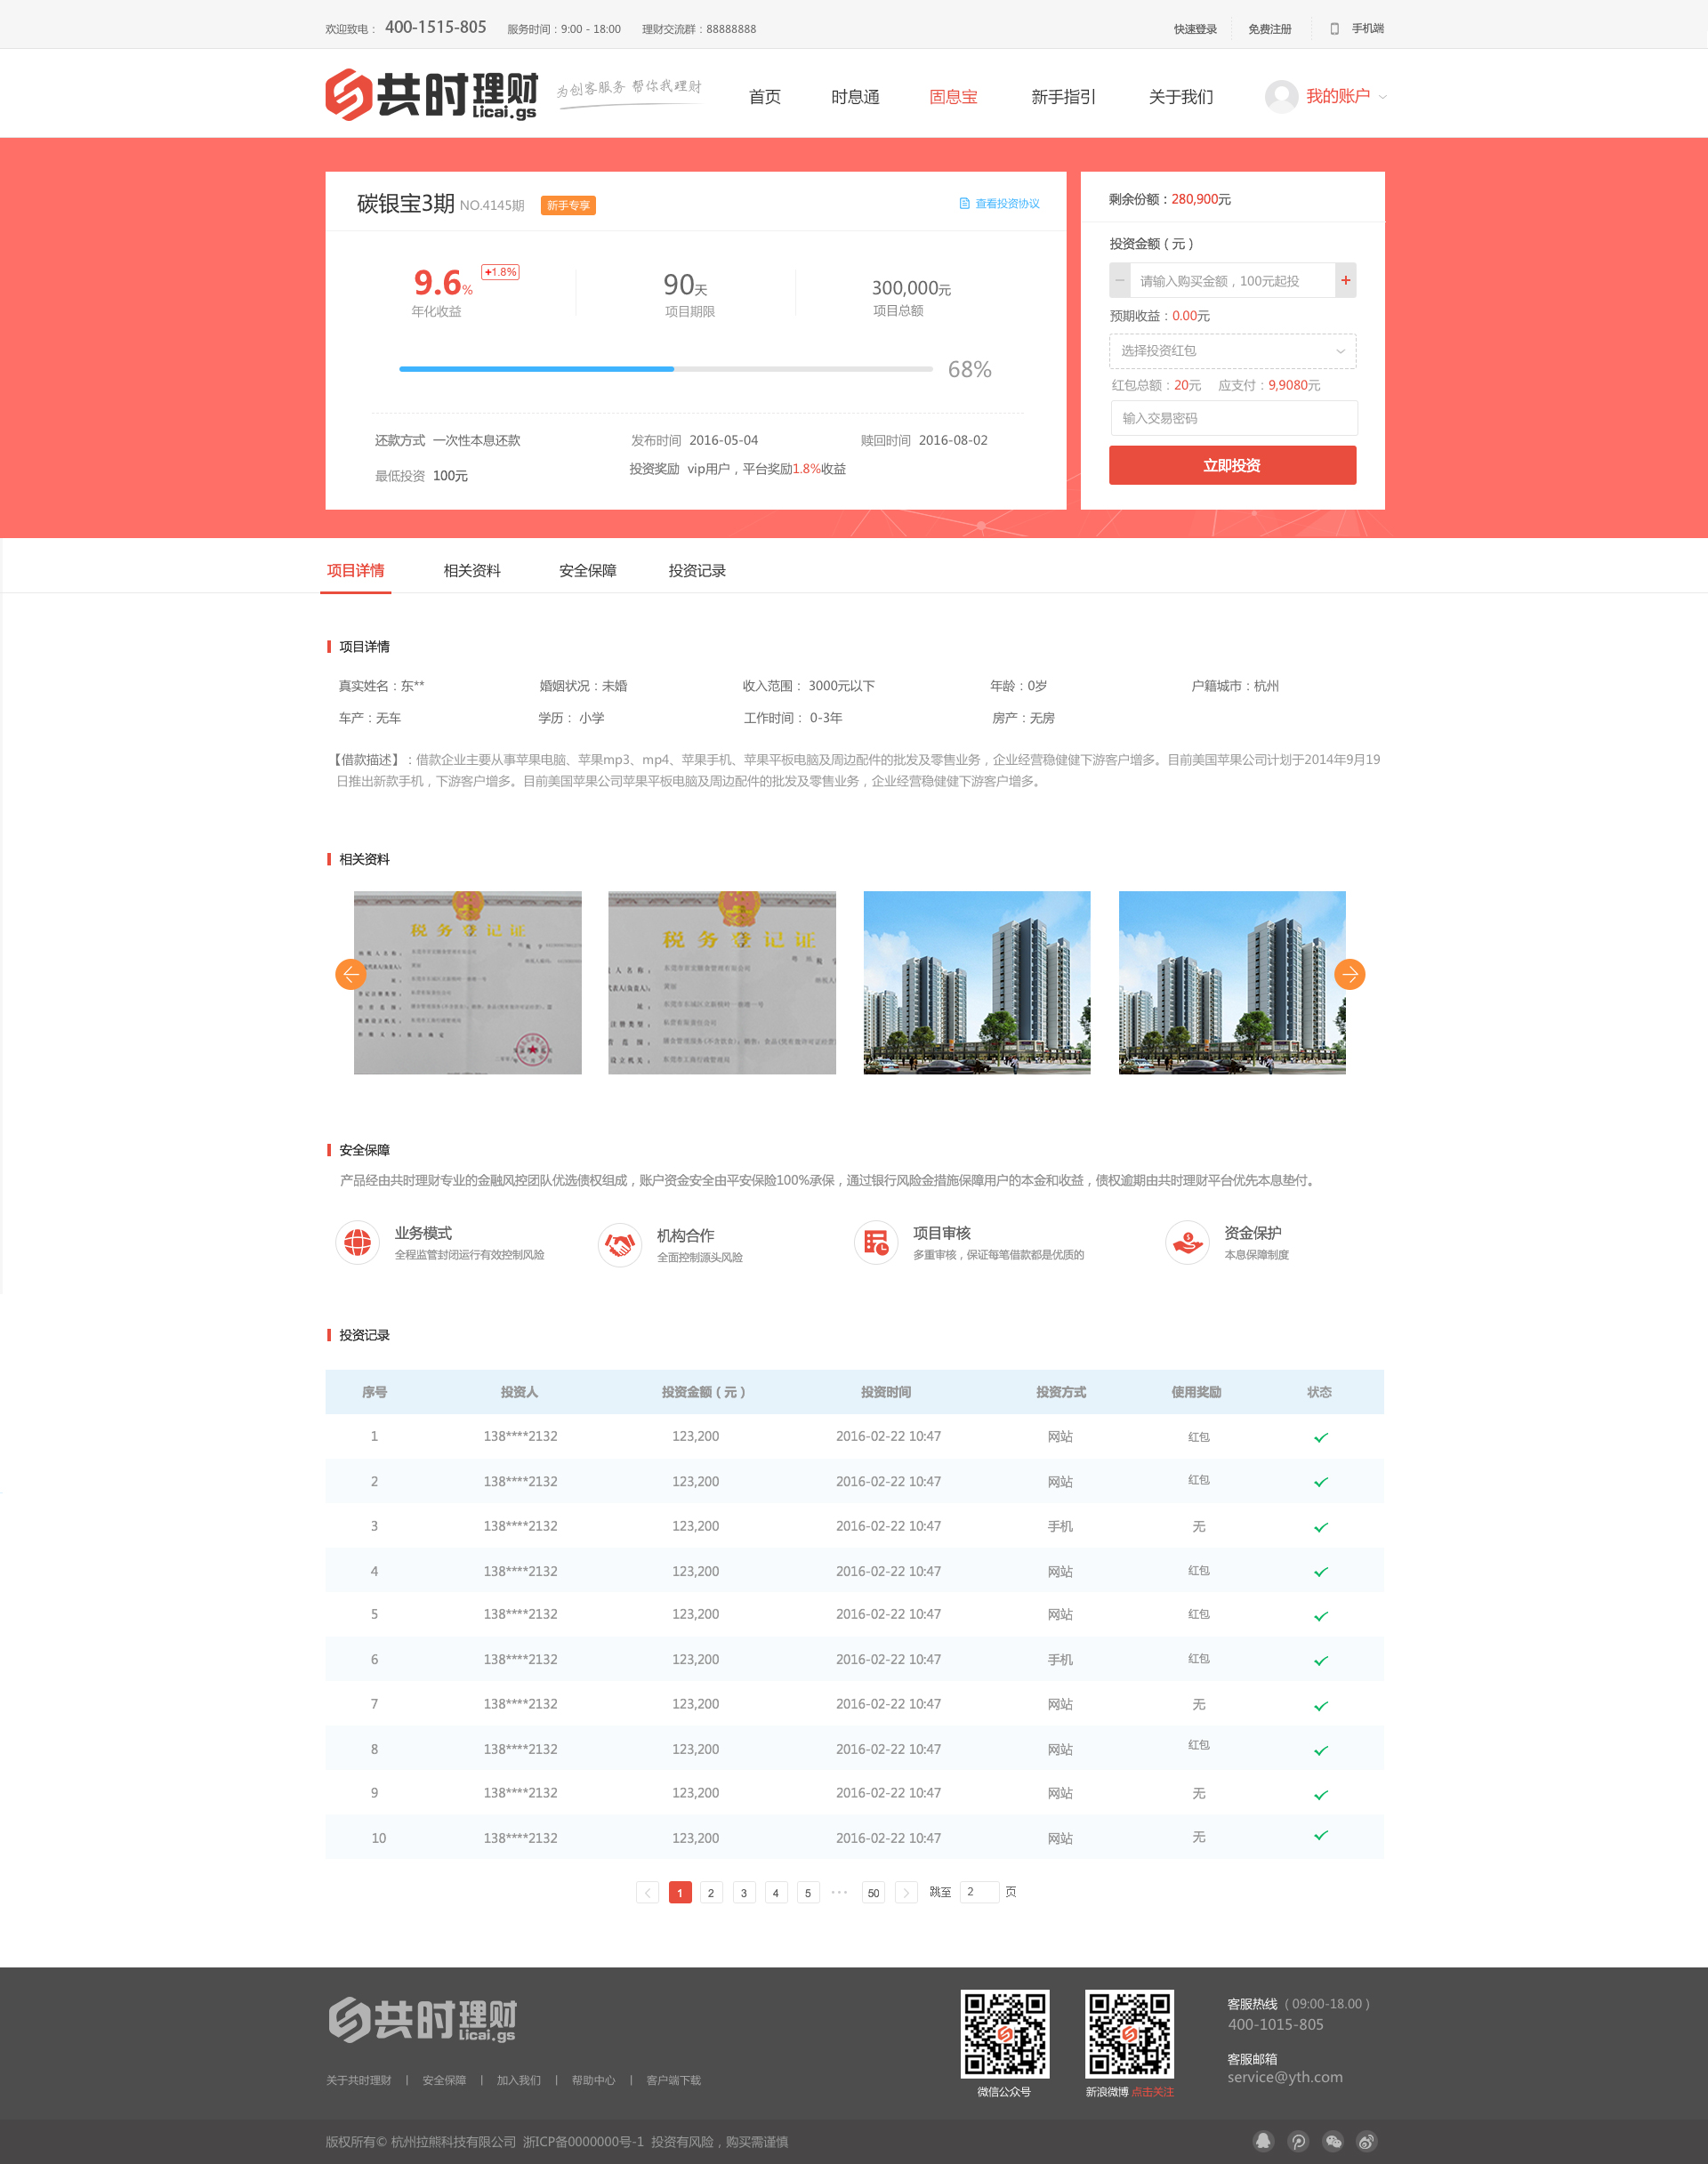 欢迎致电： 400-1515-805 服务时间：9:00 - 18:00 理财交流群：88888888 快速登录 免费注册 手机端
共时理财 Licai.gs 为创客服务 帮你我理财 首页 时息通 固息宝 新手指引 关于我们 我的账户
碳银宝3期 NO.4145期 新手专享 查看投资协议
9.6% +1.8% 90天 300,000元
年化收益 项目期限 项目总额
68%
还款方式 一次性本息还款 发布时间 2016-05-04 赎回时间 2016-08-02
最低投资 100元 投资奖励 vip用户，平台奖励1.8%收益
剩余份额：280,900元
投资金额（元）
请输入购买金额，100元起投 +
预期收益：0.00元
选择投资红包
红包总额：20元 应支付：9,9080元
输入交易密码
立即投资
项目详情 相关资料 安全保障 投资记录
项目详情
真实姓名：东** 婚姻状况：未婚 收入范围： 3000元以下 年龄：0岁 户籍城市：杭州
车产：无车 学历： 小学 工作时间： 0-3年 房产：无房
【借款描述】：借款企业主要从事苹果电脑、苹果mp3、mp4、苹果手机、苹果平板电脑及周边配件的批发及零售业务，企业经营稳健健下游客户增多。目前美国苹果公司计划于2014年9月19
日推出新款手机，下游客户增多。目前美国苹果公司苹果平板电脑及周边配件的批发及零售业务，企业经营稳健健下游客户增多。
相关资料
税务登记证
税务登记证
安全保障
产品经由共时理财专业的金融风控团队优选债权组成，账户资金安全由平安保险100%承保，通过银行风险金措施保障用户的本金和收益，债权逾期由共时理财平台优先本息垫付。
业务模式 机构合作 项目审核 资金保护
全程监管封闭运行有效控制风险 全面控制源头风险 多重审核，保证每笔借款都是优质的 本息保障制度
投资记录
序号 投资人 投资金额（元） 投资时间 投资方式 使用奖励 状态
1 138****2132 123,200 2016-02-22 10:47 网站 红包
2 138****2132 123,200 2016-02-22 10:47 网站 红包
3 138****2132 123,200 2016-02-22 10:47 手机 无
4 138****2132 123,200 2016-02-22 10:47 网站 红包
5 138****2132 123,200 2016-02-22 10:47 网站 红包
6 138****2132 123,200 2016-02-22 10:47 手机 红包
7 138****2132 123,200 2016-02-22 10:47 网站 无
8 138****2132 123,200 2016-02-22 10:47 网站 红包
9 138****2132 123,200 2016-02-22 10:47 网站 无
10 138****2132 123,200 2016-02-22 10:47 网站 无
1 2 3 4 5 ··· 50 跳至 2 页
共时理财 Licai.gs
关于共时理财 | 安全保障 | 加入我们 | 帮助中心 | 客户端下载
微信公众号 新浪微博 点击关注
客服热线（09:00-18.00）
400-1015-805
客服邮箱
service@yth.com
版权所有© 杭州拉熊科技有限公司 浙ICP备0000000号-1 投资有风险，购买需谨慎